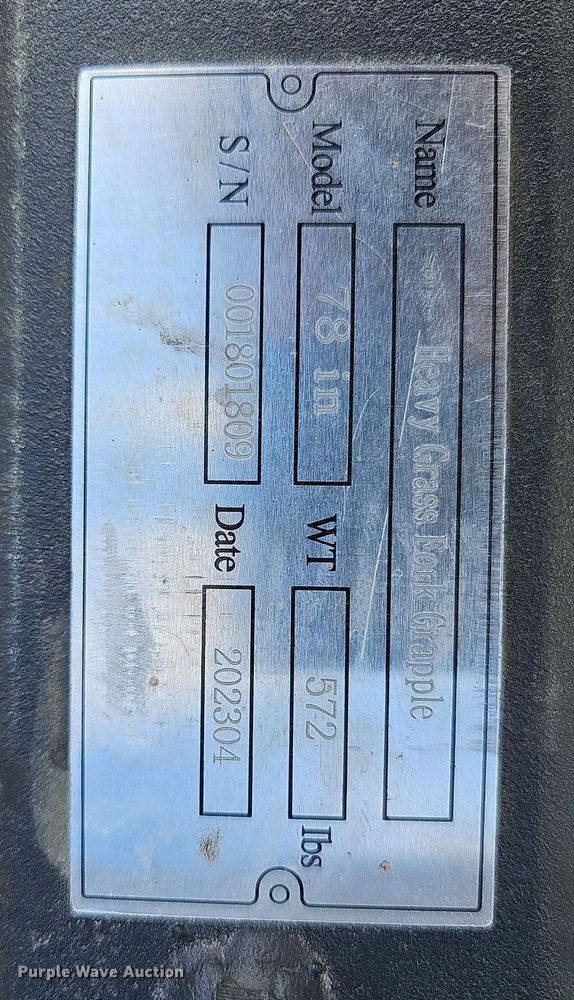 Name Heavy Grass Fork Grapple
Model 78 in WT 572 lbs
S/N 001801809 Date 202304
Purple Wave Auction